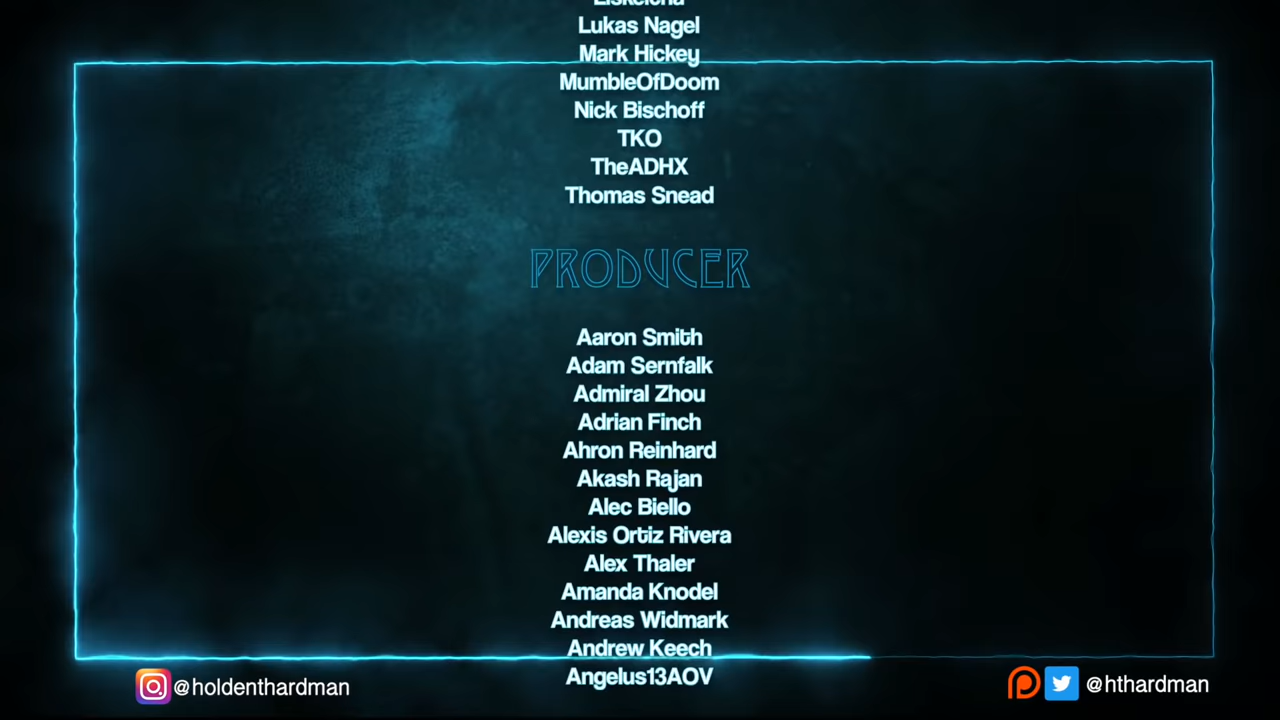 Lukas Nagel
Mark Hickey
MumbleOfDoom
Nick Bischoff
TKO
TheADHX
Thomas Snead
PRODUCER
Aaron Smith
Adam Sernfalk
Admiral Zhou
Adrian Finch
Ahron Reinhard
Akash Rajan
Alec Biello
Alexis Ortiz Rivera
Alex Thaler
Amanda Knodel
Andreas Widmark
Andrew Keech
Angelus13AOV
@holdenthardman
@hthardman